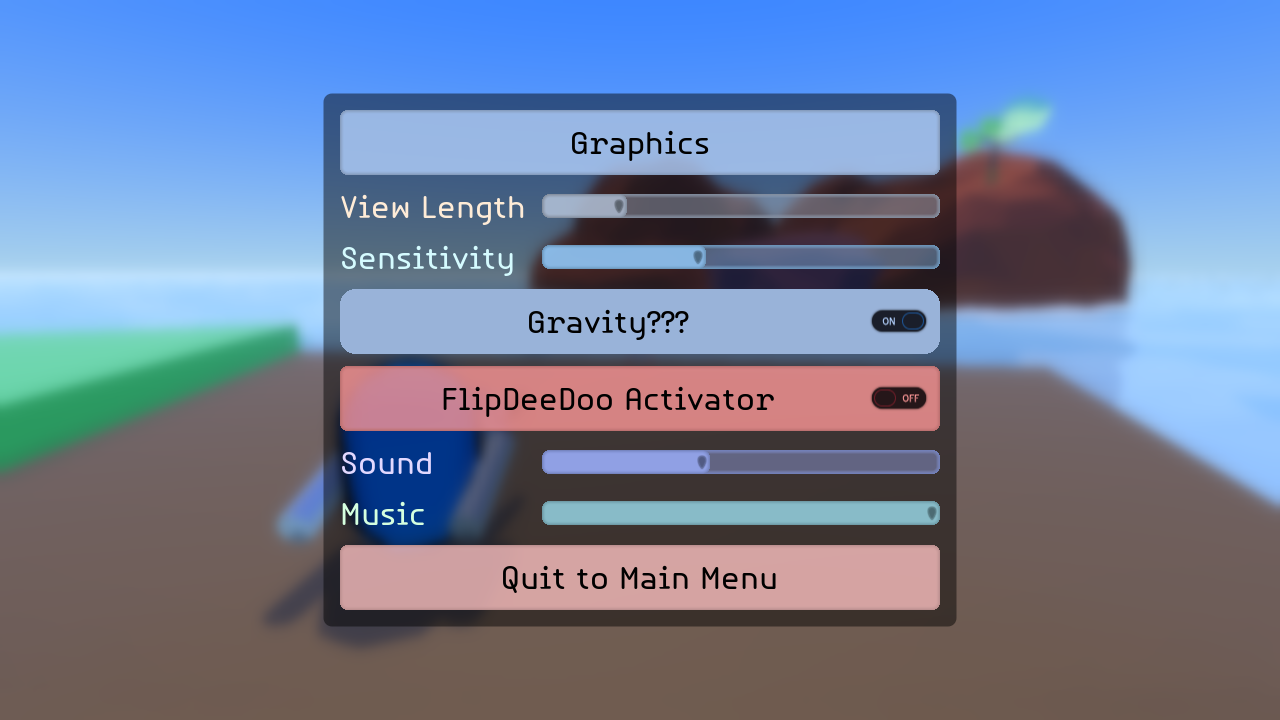 Graphics
View Length
Sensitivity
Gravity???
ON
FlipDeeDoo Activator
OFF
Sound
Music
Quit to Main Menu